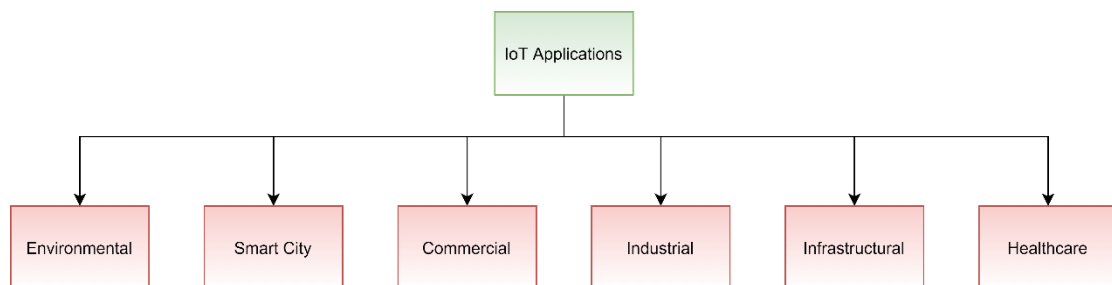 IoT Applications
Environmental
Smart City
Commercial
Industrial
Infrastructural
Healthcare